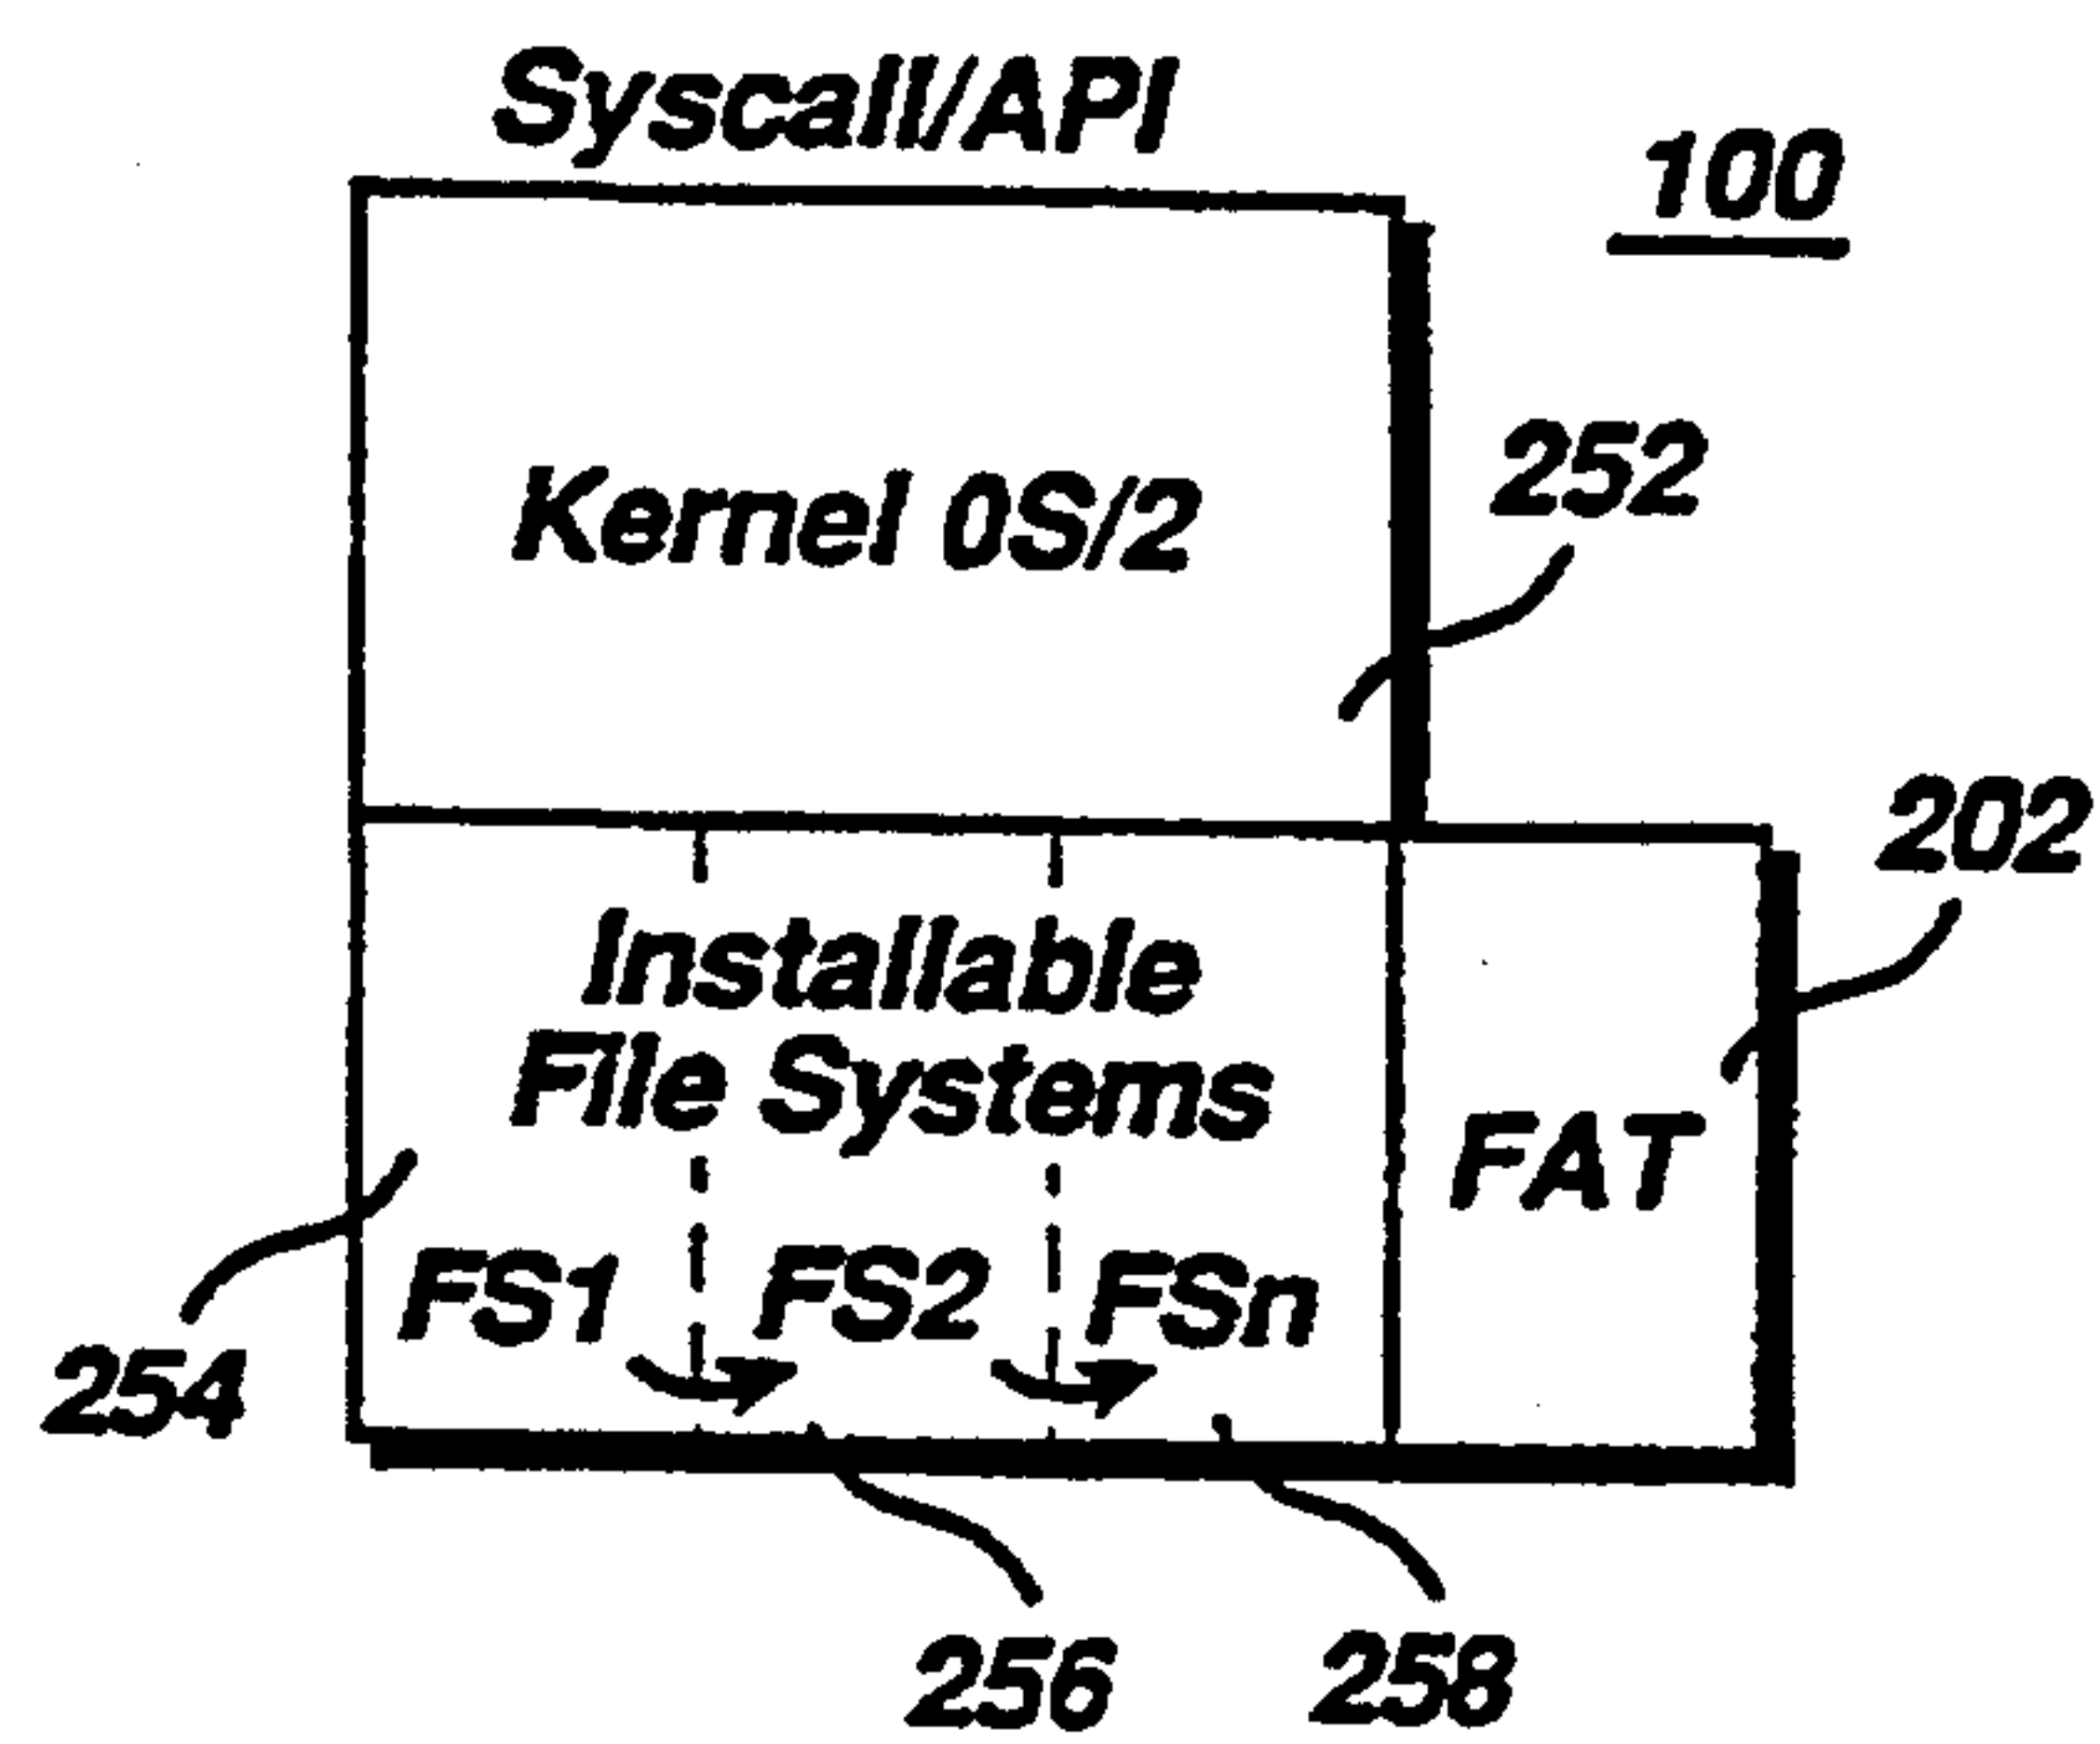 Syscall/API
100
Kernel 0S/2
252
202
Installable
File Systems
FAT
FS1 FS2 FSn
254
256 258